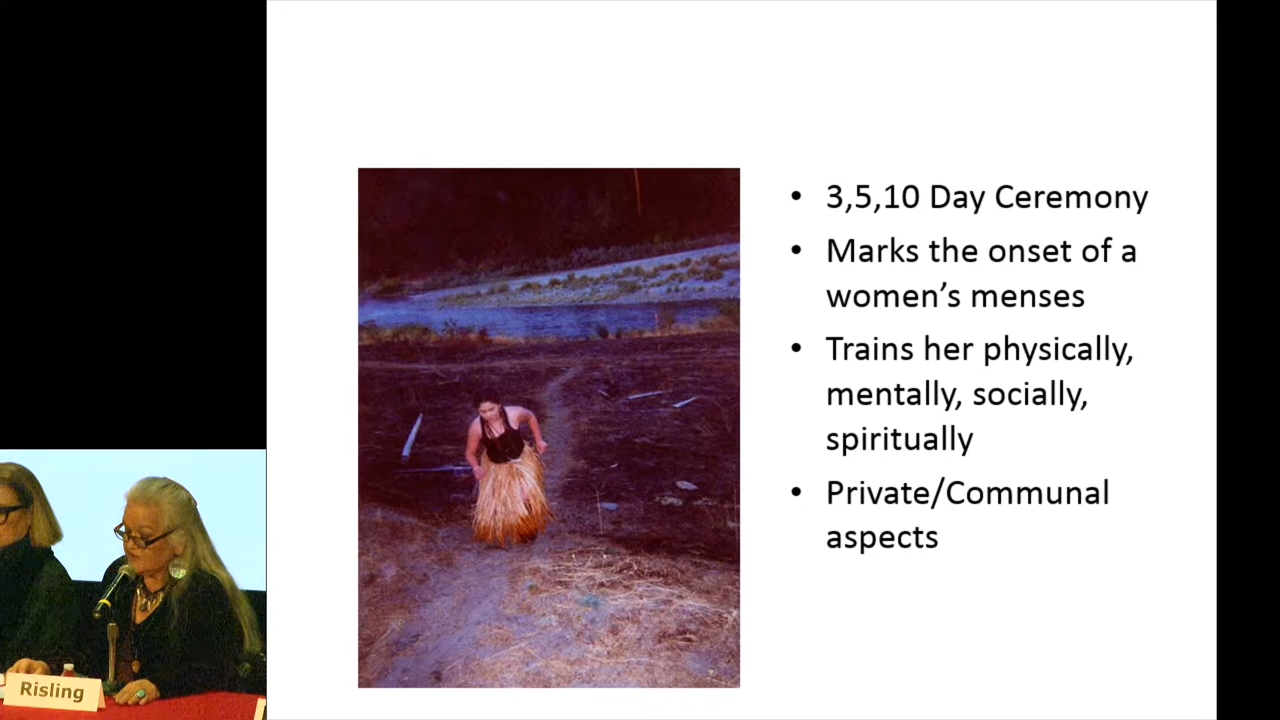 • 3,5,10 Day Ceremony
• Marks the onset of a
women’s menses
• Trains her physically,
mentally, socially,
spiritually
• Private/Communal
aspects
Risling